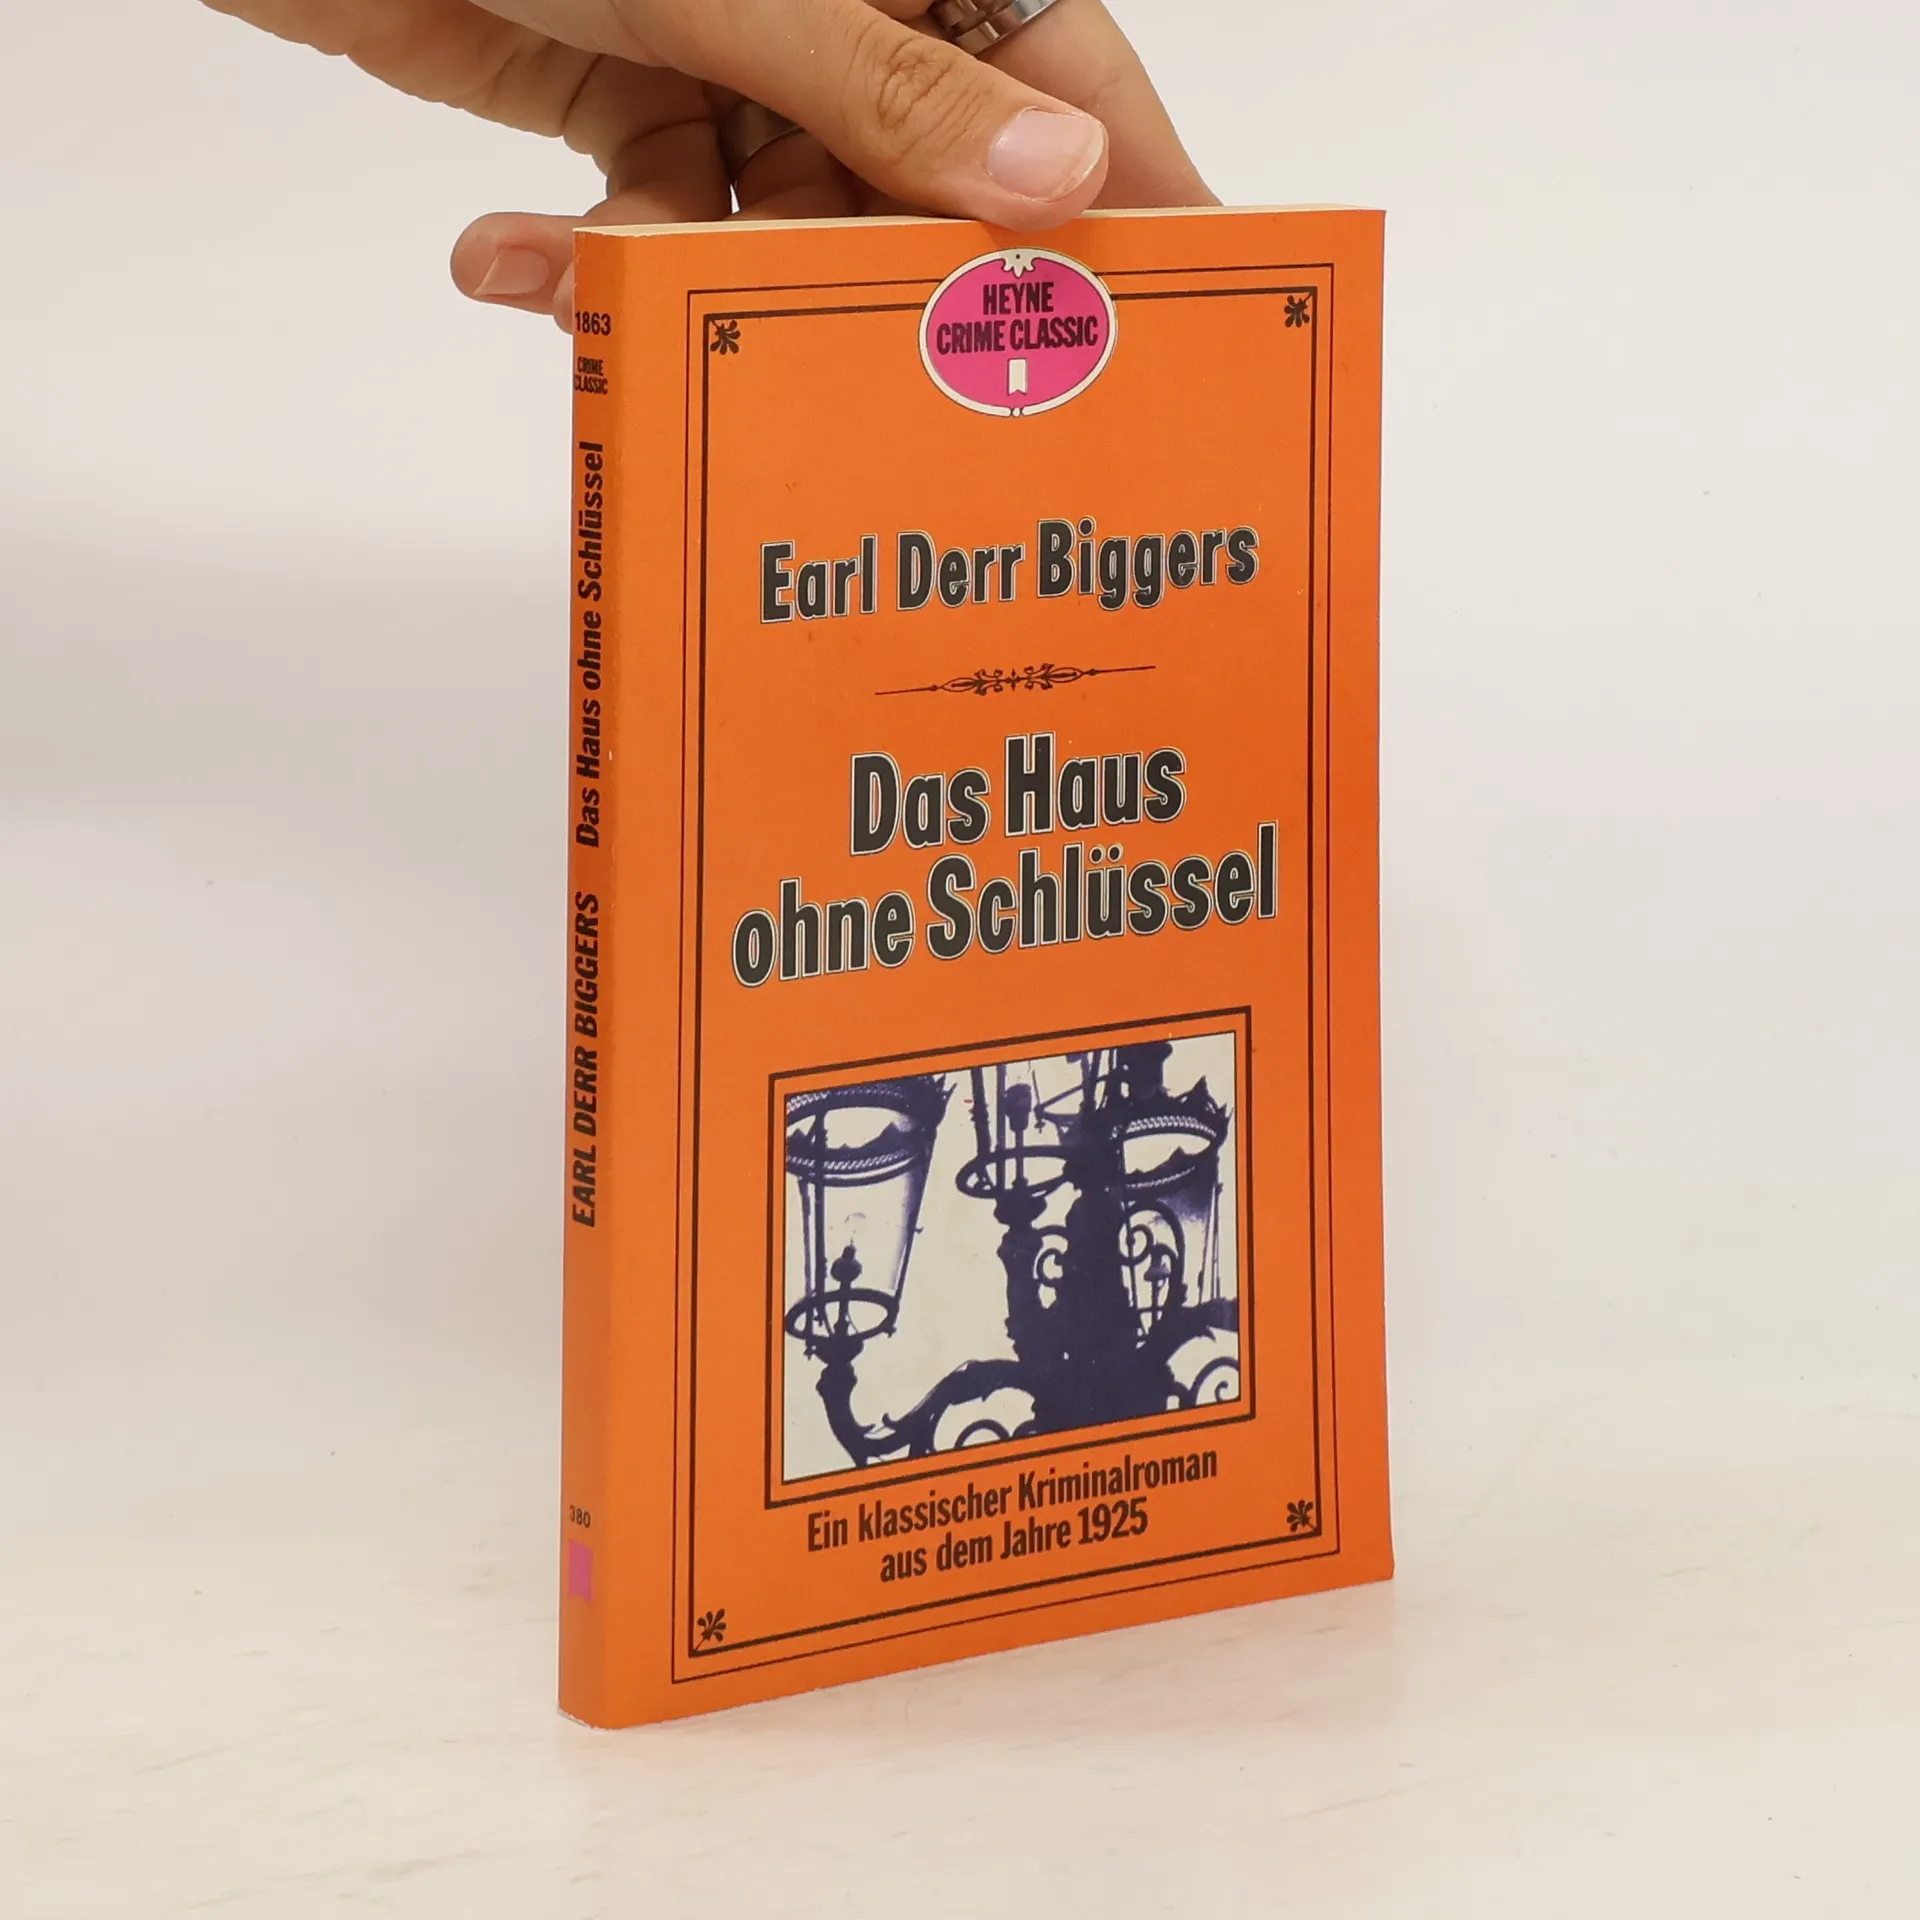 HEYNE
CRIME CLASSIC
Earl Derr Biggers
Das Haus
ohne Schlüssel
Ein klassischer Kriminalroman
aus dem Jahre 1925
1863
CRIME
CLASSIC
EARL DERR BIGGERS Das Haus ohne Schlüssel
380